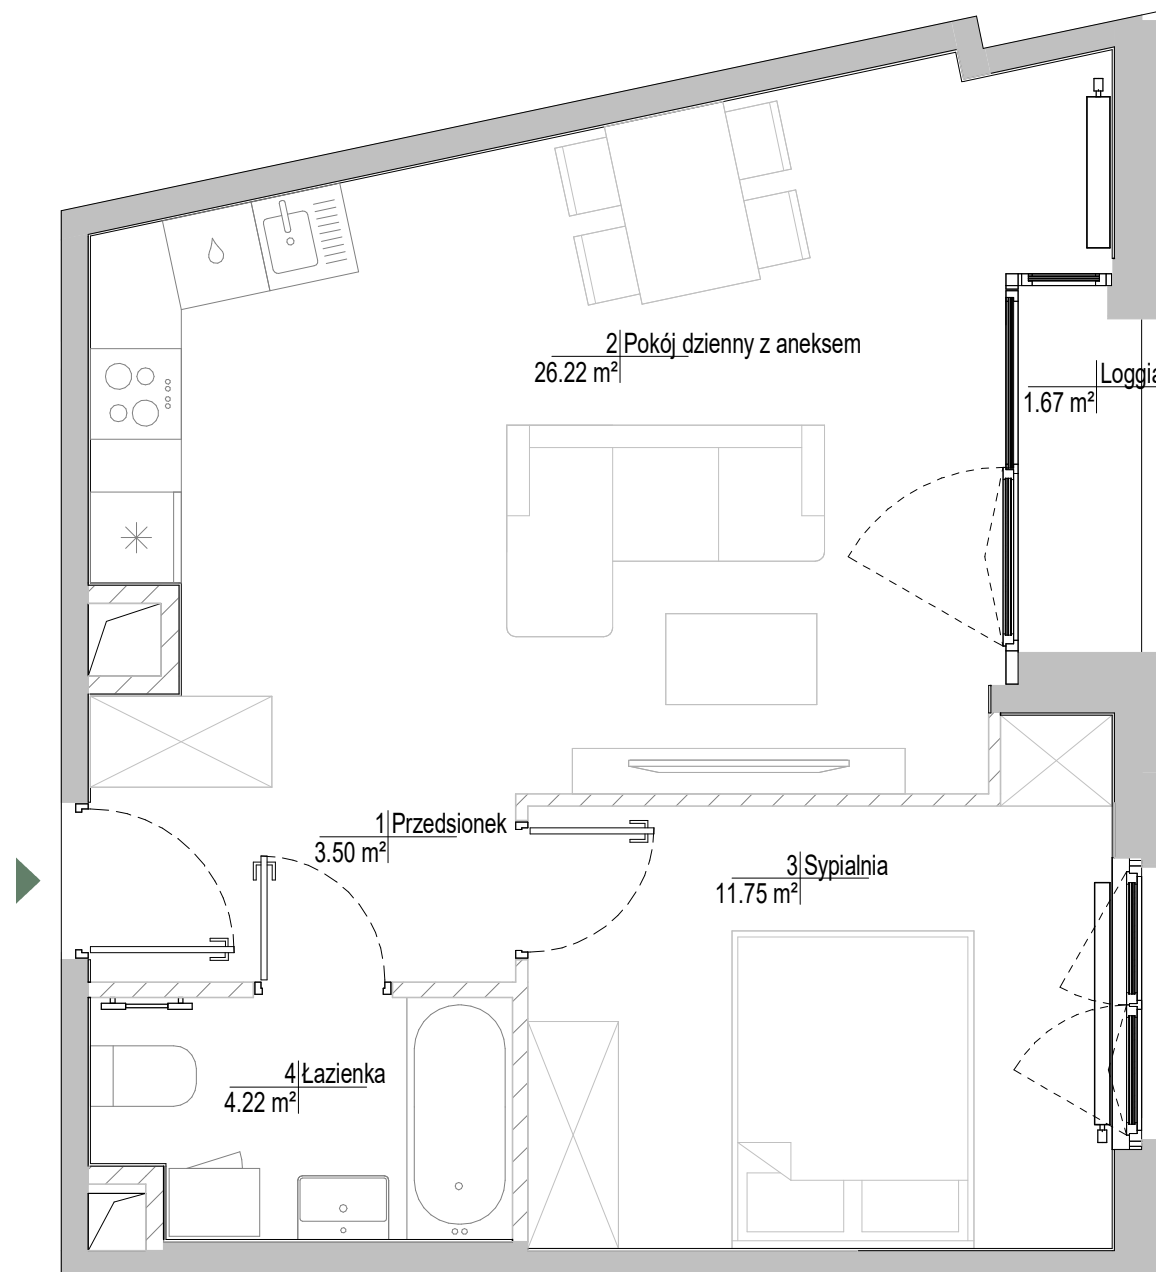 2 Pokój dzienny z aneksem
26.22 m²
Loggia
1.67 m²
1 Przedsionek
3.50 m²
3 Sypialnia
11.75 m²
4 Łazienka
4.22 m²